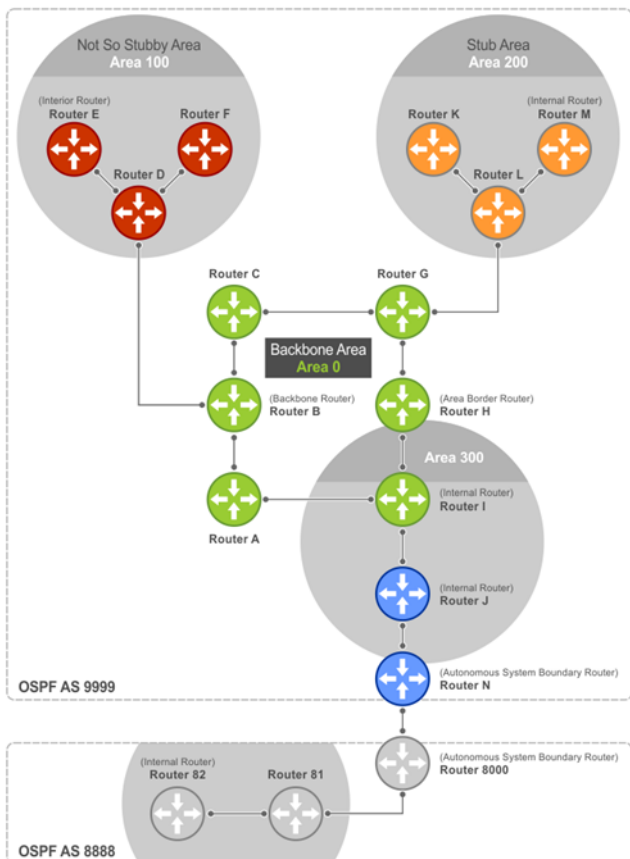 Not So Stubby Area
Area 100
(Interior Router)
Router E
Router F
Router D
Stub Area
Area 200
Router K
(Internal Router)
Router M
Router L
Router C
Router G
Backbone Area
Area 0
(Backbone Router)
Router B
(Area Border Router)
Router H
Area 300
Router A
(Internal Router)
Router I
(Internal Router)
Router J
(Autonomous System Boundary Router)
Router N
OSPF AS 9999
(Autonomous System Boundary Router)
Router 8000
(Internal Router)
Router 82
Router 81
OSPF AS 8888